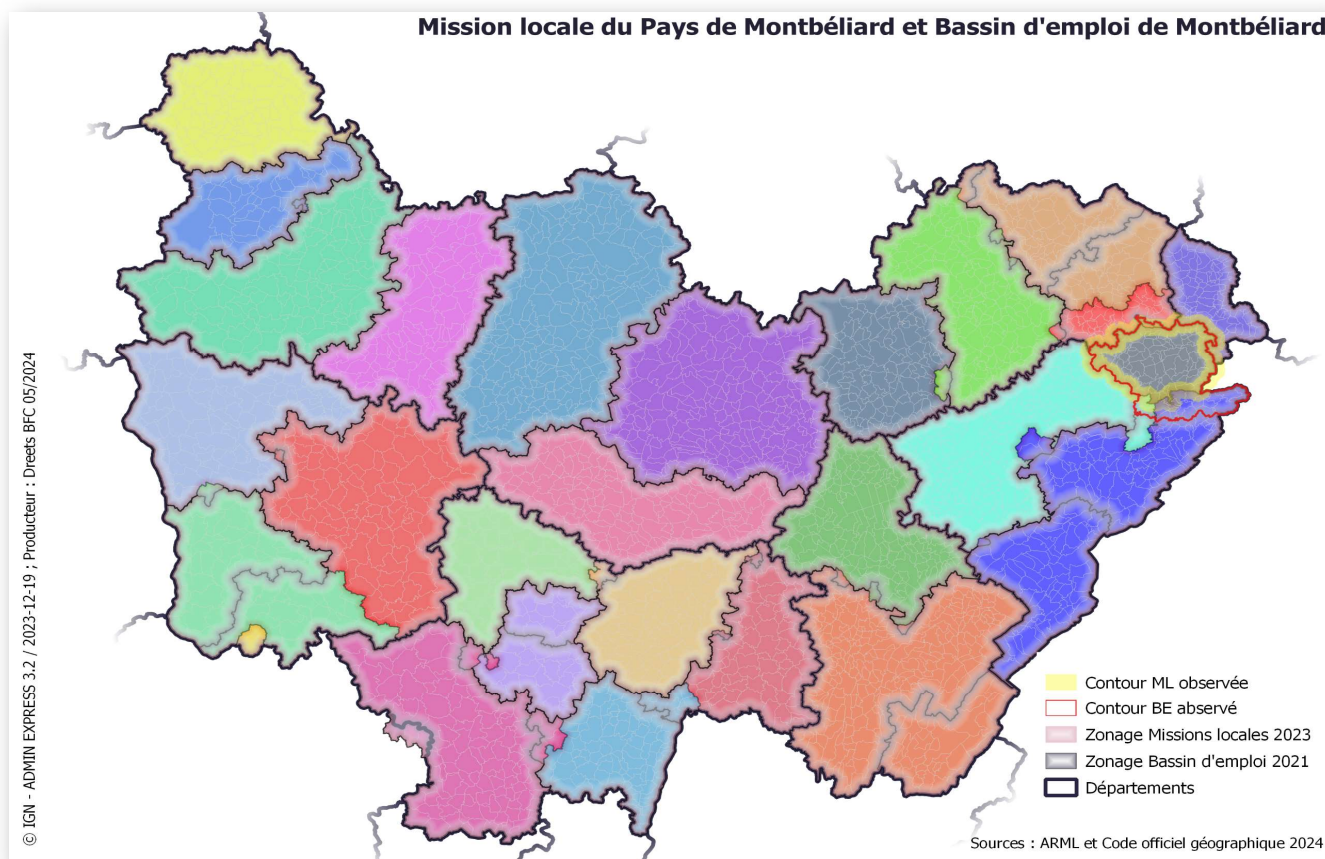 Mission locale du Pays de Montbéliard et Bassin d'emploi de Montbéliard
© IGN - ADMIN EXPRESS 3.2 / 2023-12-19 ; Producteur : Dreets BFC 05/2024
Contour ML observée
Contour BE abservé
Zonage Missions locales 2023
Zonage Bassin d'emploi 2021
Départements
Sources : ARML et Code officiel géographique 2024